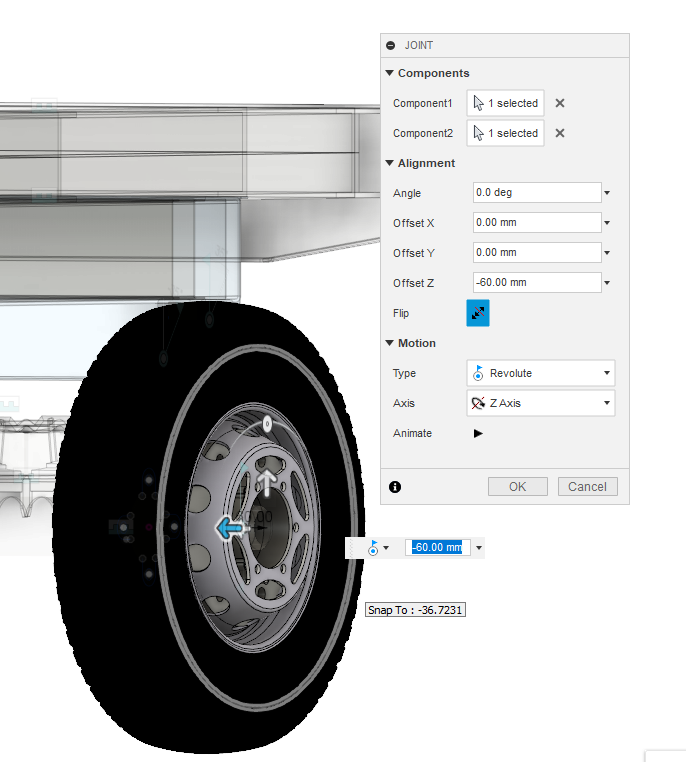 JOINT
Components
Component1 1 selected
Component2 1 selected
Alignment
Angle 0.0 deg
Offset X 0.00 mm
Offset Y 0.00 mm
Offset Z -60.00 mm
Flip
Motion
Type Revolute
Axis Z Axis
Animate
OK Cancel
-60.00 mm
Snap To : -36.7231